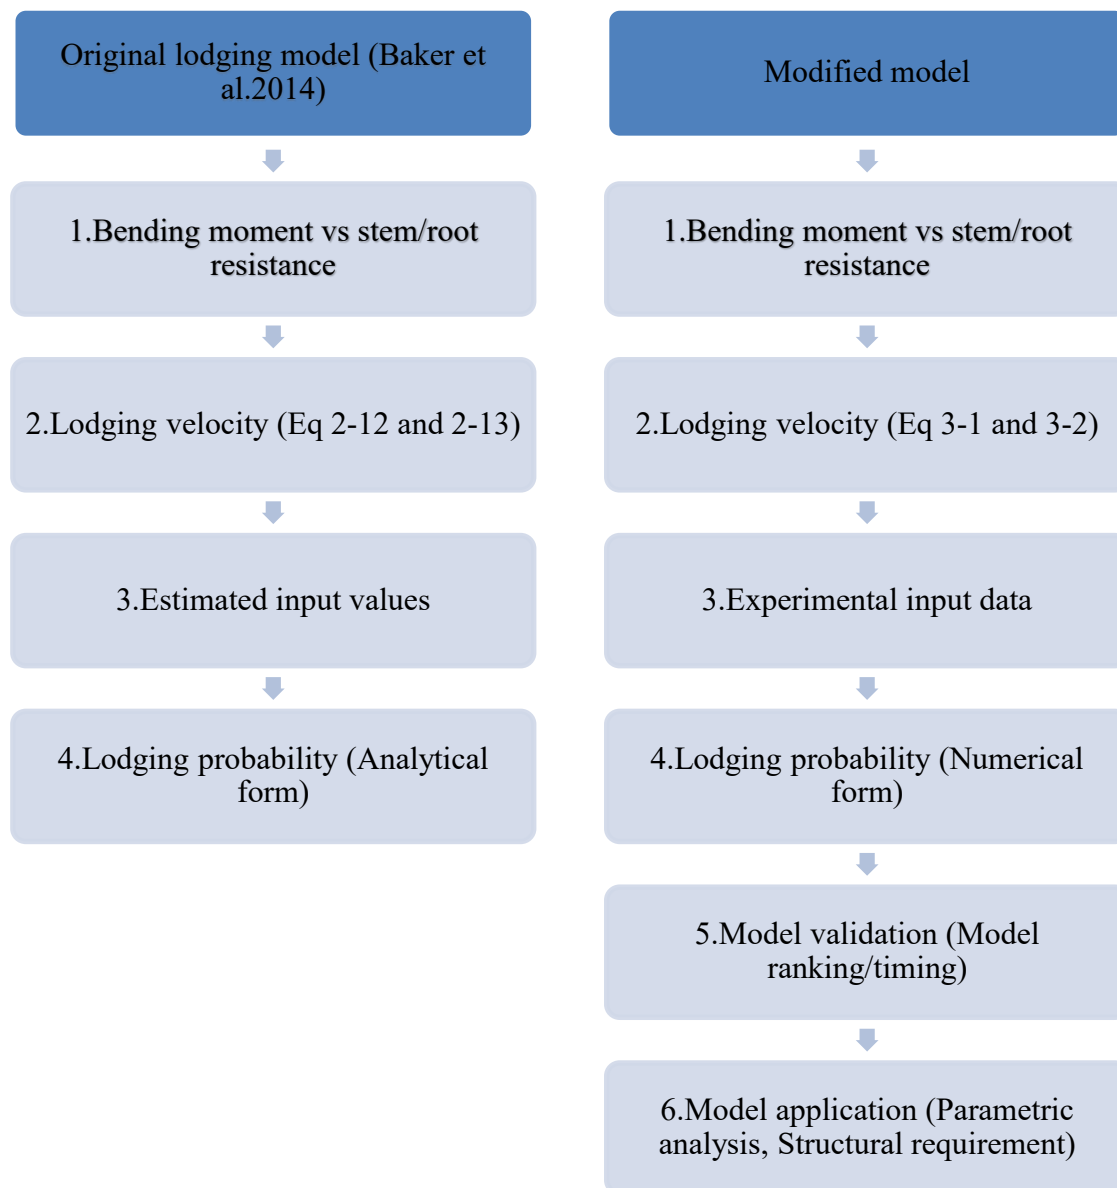 Original lodging model (Baker et
al.2014)
1.Bending moment vs stem/root
resistance
2.Lodging velocity (Eq 2-12 and 2-13)
3.Estimated input values
4.Lodging probability (Analytical
form)
Modified model
1.Bending moment vs stem/root
resistance
2.Lodging velocity (Eq 3-1 and 3-2)
3.Experimental input data
4.Lodging probability (Numerical
form)
5.Model validation (Model
ranking/timing)
6.Model application (Parametric
analysis, Structural requirement)